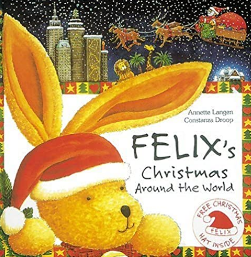 Annette Langen
Constanza Droop
FELIX's
Christmas
Around the World
FREE CHRISTMAS
FELIX
HAT INSIDE